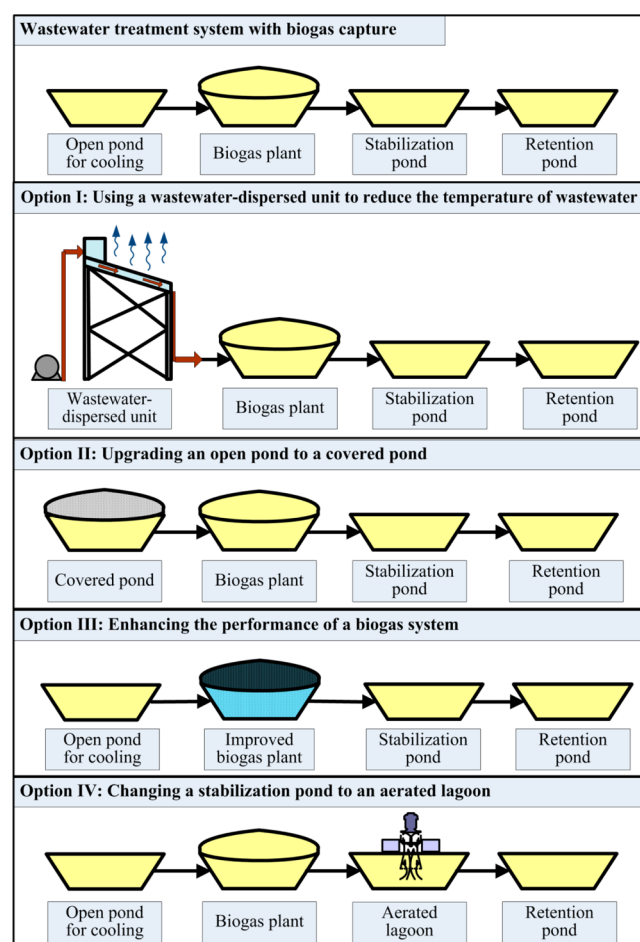 Wastewater treatment system with biogas capture
Open pond
for cooling
Biogas plant
Stabilization
pond
Retention
pond
Option I: Using a wastewater-dispersed unit to reduce the temperature of wastewater
Wastewater-
dispersed unit
Biogas plant
Stabilization
pond
Retention
pond
Option II: Upgrading an open pond to a covered pond
Covered pond
Biogas plant
Stabilization
pond
Retention
pond
Option III: Enhancing the performance of a biogas system
Open pond
for cooling
Improved
biogas plant
Stabilization
pond
Retention
pond
Option IV: Changing a stabilization pond to an aerated lagoon
Open pond
for cooling
Biogas plant
Aerated
lagoon
Retention
pond